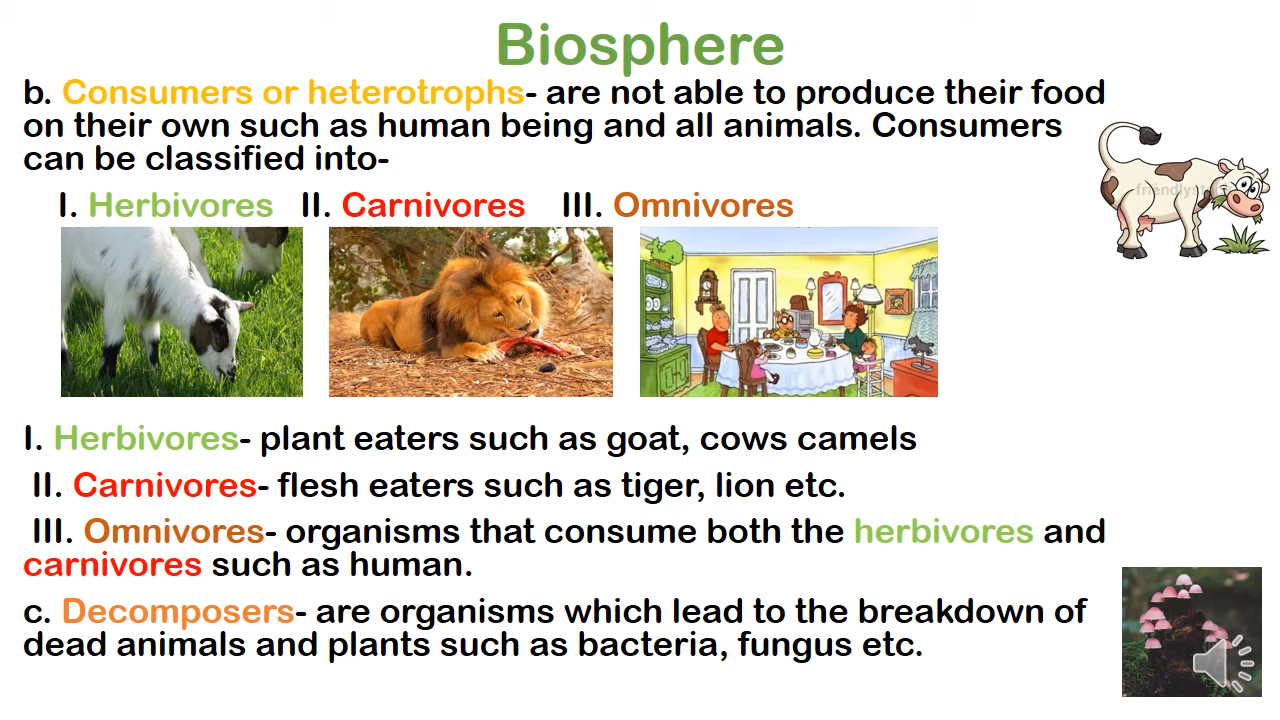 Biosphere
b. Consumers or heterotrophs- are not able to produce their food
on their own such as human being and all animals. Consumers
can be classified into-
I. Herbivores II. Carnivores III. Omnivores
I. Herbivores- plant eaters such as goat, cows camels
II. Carnivores- flesh eaters such as tiger, lion etc.
III. Omnivores- organisms that consume both the herbivores and
carnivores such as human.
c. Decomposers- are organisms which lead to the breakdown of
dead animals and plants such as bacteria, fungus etc.